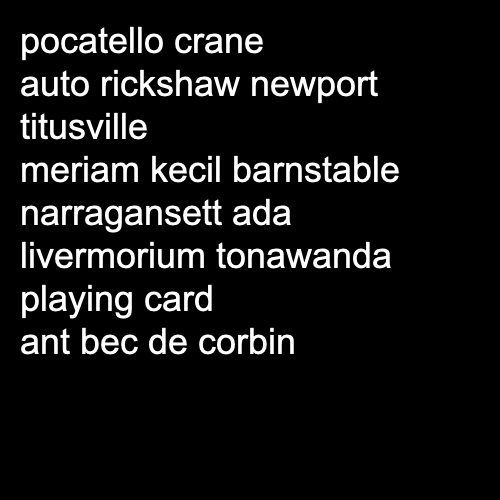 pocatello crane
auto rickshaw newport
titusville
meriam kecil barnstable
narragansett ada
livermorium tonawanda
playing card
ant bec de corbin